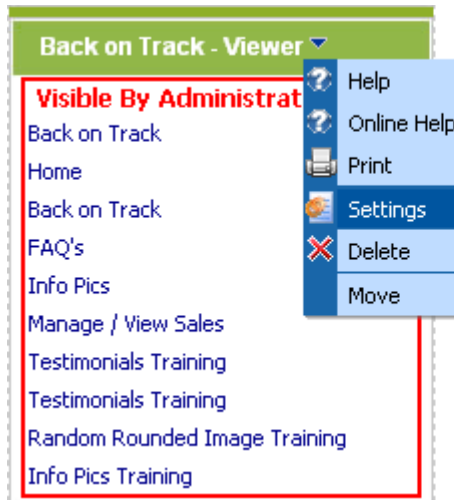 Back on Track - Viewer
Visible By Administrat
Back on Track
Home
Back on Track
FAQ's
Info Pics
Manage / View Sales
Testimonials Training
Testimonials Training
Random Rounded Image Training
Info Pics Training
Help
Online Help
Print
Settings
Delete
Move